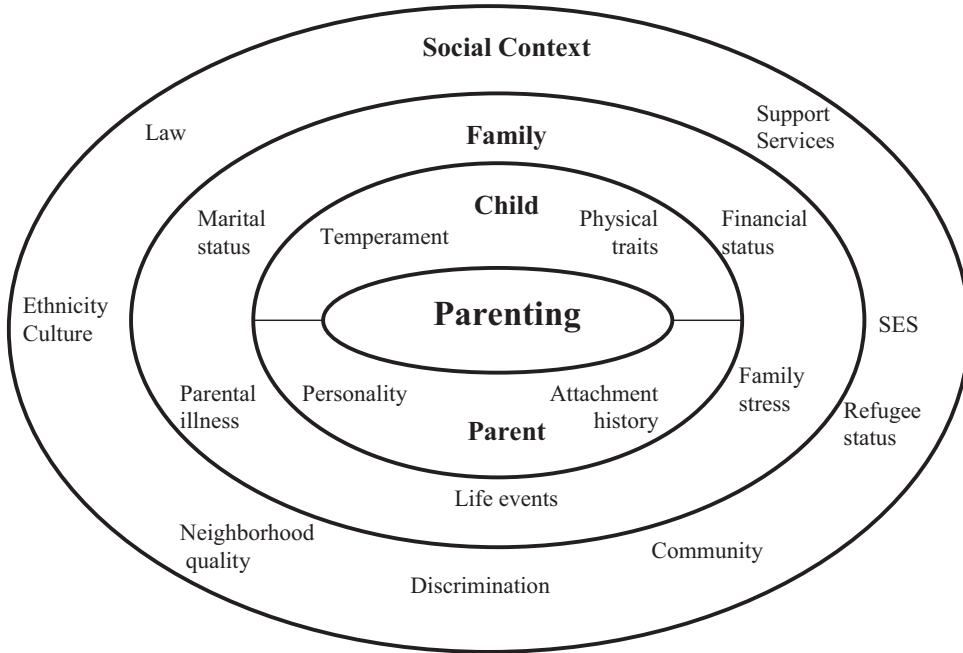 Social Context
Law
Support
Services
Family
Child
Marital
status
Temperament
Physical
traits
Financial
status
Ethnicity
Culture
Parenting
SES
Parental
illness
Personality
Attachment
history
Family
stress
Refugee
status
Parent
Life events
Neighborhood
quality
Community
Discrimination